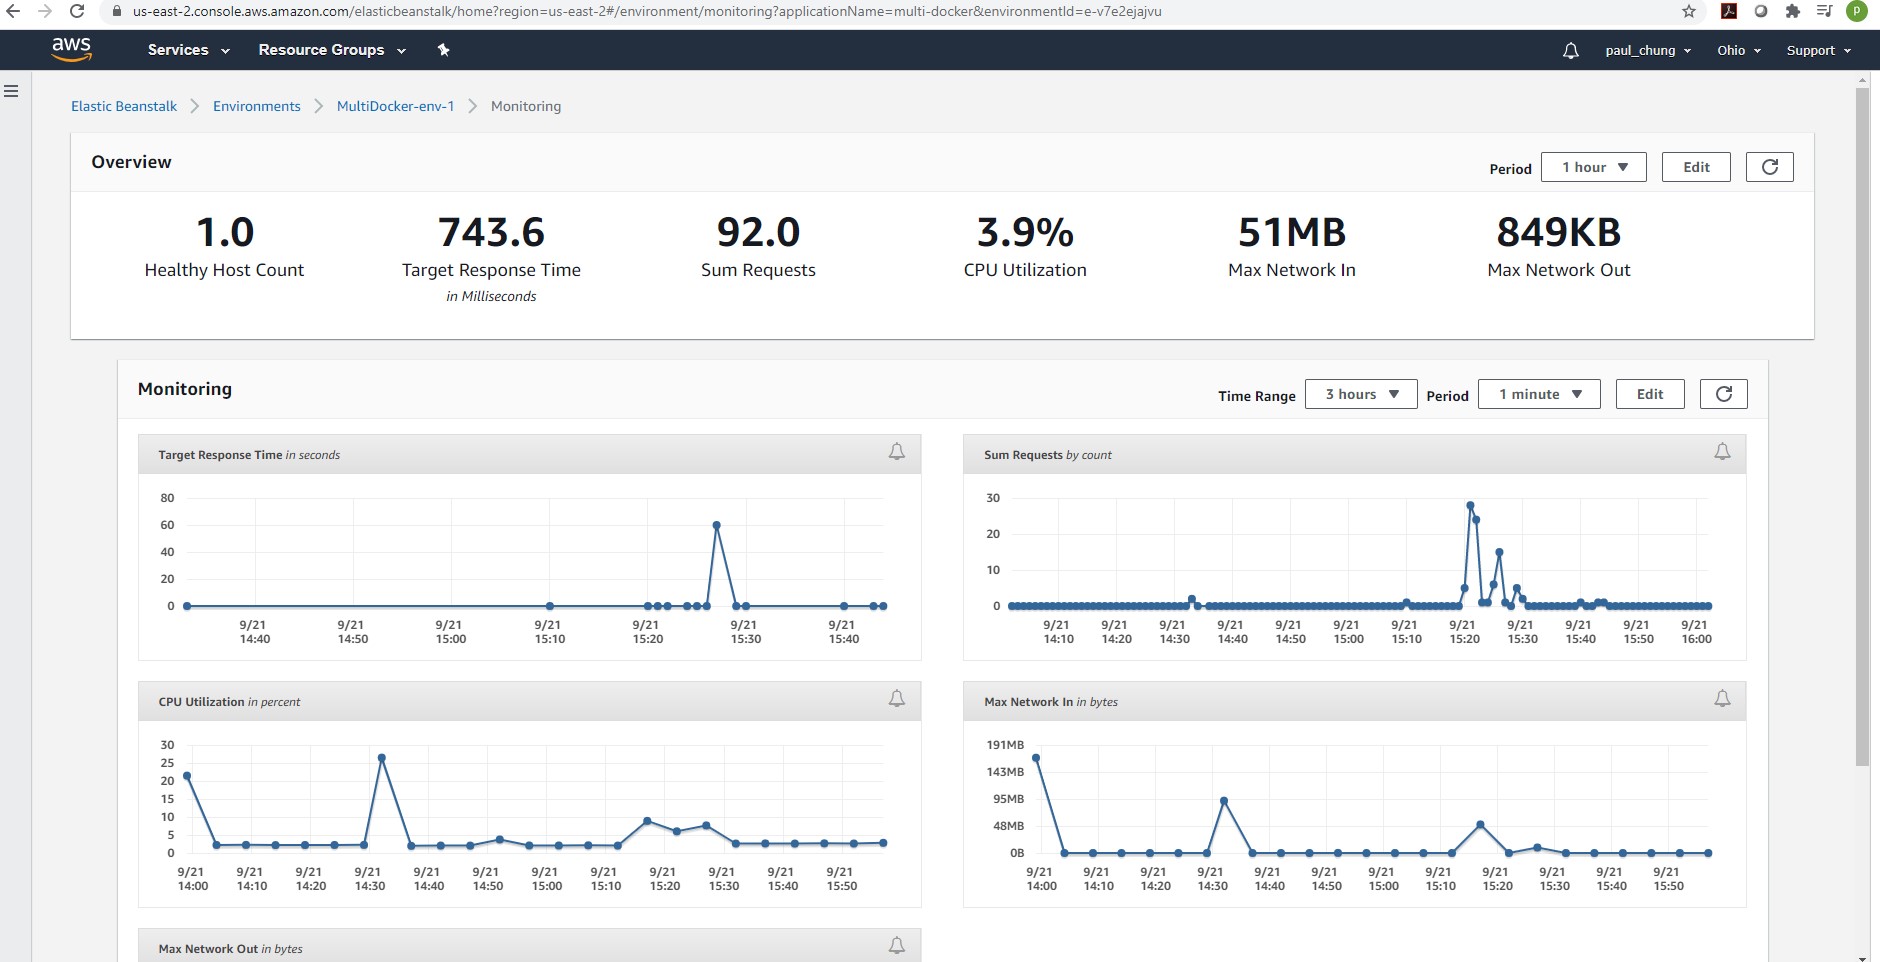 us-east-2.console.aws.amazon.com/elasticbeanstalk/home?region=us-east-2#/environment/monitoring?applicationName=multi-docker&environmentId=e-v7e2ejajvu
P
aws Services Resource Groups paul_chung Ohio Support
Elastic Beanstalk Environments MultiDocker-env-1 Monitoring
Overview
Period 1 hour Edit
1.0 743.6 92.0 3.9% 51MB 849KB
Healthy Host Count Target Response Time Sum Requests CPU Utilization Max Network In Max Network Out
in Milliseconds
Monitoring
Time Range 3 hours Period 1 minute Edit
Target Response Time in seconds
80
60
40
20
0
9/21 9/21 9/21 9/21 9/21 9/21 9/21
14:40 14:50 15:00 15:10 15:20 15:30 15:40
Sum Requests by count
30
20
10
0
9/21 9/21 9/21 9/21 9/21 9/21 9/21 9/21 9/21 9/21 9/21 9/21
14:10 14:20 14:30 14:40 14:50 15:00 15:10 15:20 15:30 15:40 15:50 16:00
CPU Utilization in percent
30
25
20
15
10
5
0
9/21 9/21 9/21 9/21 9/21 9/21 9/21 9/21 9/21 9/21 9/21 9/21
14:00 14:10 14:20 14:30 14:40 14:50 15:00 15:10 15:20 15:30 15:40 15:50
Max Network In in bytes
191MB
143MB
95MB
48MB
0B
9/21 9/21 9/21 9/21 9/21 9/21 9/21 9/21 9/21 9/21 9/21 9/21
14:00 14:10 14:20 14:30 14:40 14:50 15:00 15:10 15:20 15:30 15:40 15:50
Max Network Out in bytes